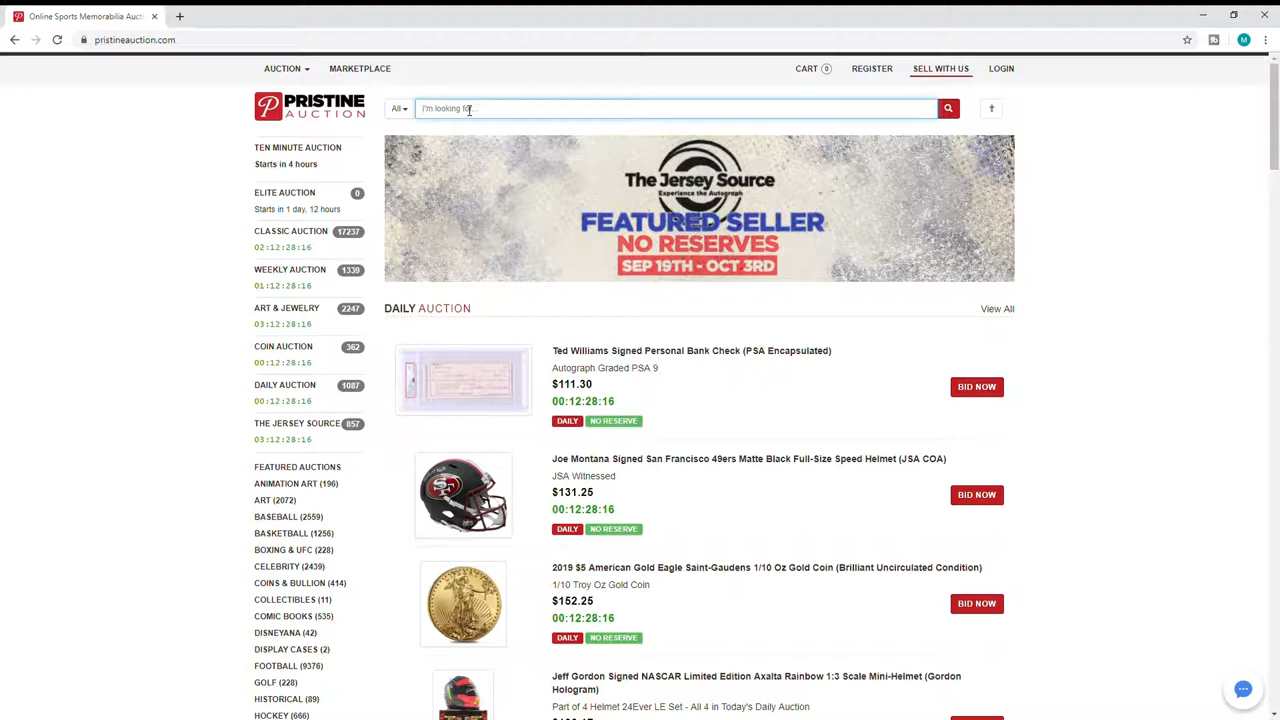 Online Sports Memorabilia Aucti
pristineauction.com
M
AUCTION
MARKETPLACE
CART 0
REGISTER
SELL WITH US
LOGIN
PRISTINE
AUCTION
All
I'm looking for...
TEN MINUTE AUCTION
Starts in 4 hours
ELITE AUCTION 0
Starts in 1 day, 12 hours
CLASSIC AUCTION 17237
02:12:28:16
WEEKLY AUCTION 1339
01:12:28:16
ART & JEWELRY 2247
03:12:28:16
COIN AUCTION 362
00:12:28:16
DAILY AUCTION 1087
00:12:28:16
THE JERSEY SOURCE 857
03:12:28:16
FEATURED AUCTIONS
ANIMATION ART (196)
ART (2072)
BASEBALL (2559)
BASKETBALL (1256)
BOXING & UFC (228)
CELEBRITY (2439)
COINS & BULLION (414)
COLLECTIBLES (11)
COMIC BOOKS (535)
DISNEYANA (42)
DISPLAY CASES (2)
FOOTBALL (9376)
GOLF (228)
HISTORICAL (89)
HOCKEY (666)
The Jersey Source
Experience the Autograph
FEATURED SELLER
NO RESERVES
SEP 19TH - OCT 3RD
DAILY AUCTION
View All
Ted Williams Signed Personal Bank Check (PSA Encapsulated)
Autograph Graded PSA 9
$111.30
00:12:28:16
DAILY NO RESERVE
BID NOW
Joe Montana Signed San Francisco 49ers Matte Black Full-Size Speed Helmet (JSA COA)
JSA Witnessed
$131.25
00:12:28:16
DAILY NO RESERVE
BID NOW
2019 $5 American Gold Eagle Saint-Gaudens 1/10 Oz Gold Coin (Brilliant Uncirculated Condition)
1/10 Troy Oz Gold Coin
$152.25
00:12:28:16
DAILY NO RESERVE
BID NOW
Jeff Gordon Signed NASCAR Limited Edition Axalta Rainbow 1:3 Scale Mini-Helmet (Gordon
Hologram)
Part of 4 Helmet 24Ever LE Set - All 4 in Today's Daily Auction